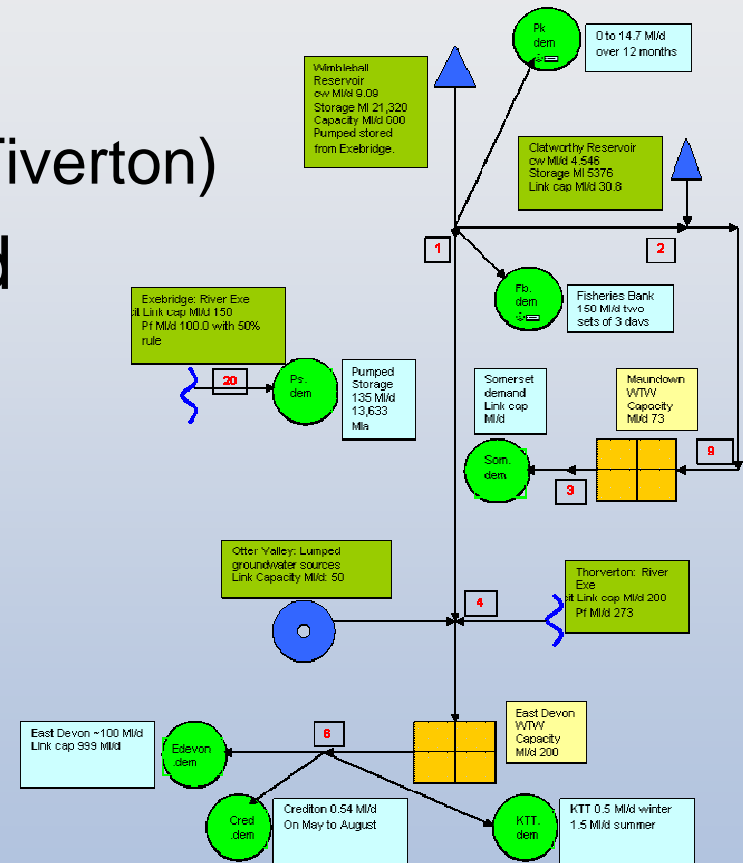 Pk
dem
0 to 14.7 Ml/d
over 12 months
Wimbleball
Reservoir
cw Ml/d 9.09
Storage Ml 21,320
Capacity Ml/d 600
Pumped stored
from Exebridge.
Tiverton)
d
Clatworthy Reservoir
cw Ml/d 4.546
Storage Ml 5376
Link cap Ml/d 30.8
1
2
Fb.
dem
Fisheries Bank
150 Ml/d two
sets of 3 days
Exebridge: River Exe
it Link cap Ml/d 150
Pf Ml/d 100.0 with 50%
rule
20
Psr.
dem
Pumped
Storage
135 Ml/d
13,633
Mla
Somerset
demand
Link cap
Ml/d
Maundown
WTW
Capacity
Ml/d 73
9
Som.
dem
3
Otter Valley: Lumped
groundwater sources
Link Capacity Ml/d: 50
4
Thorverton: River
Exe
it Link cap Ml/d 200
Pf Ml/d 273
East Devon ~100 Ml/d
Link cap 999 Ml/d
Edevon
.dem
6
East Devon
WTW
Capacity
Ml/d 200
Cred
.dem
Crediton 0.54 Ml/d
On May to August
KTT.
dem
KTT 0.5 Ml/d winter
1.5 Ml/d summer